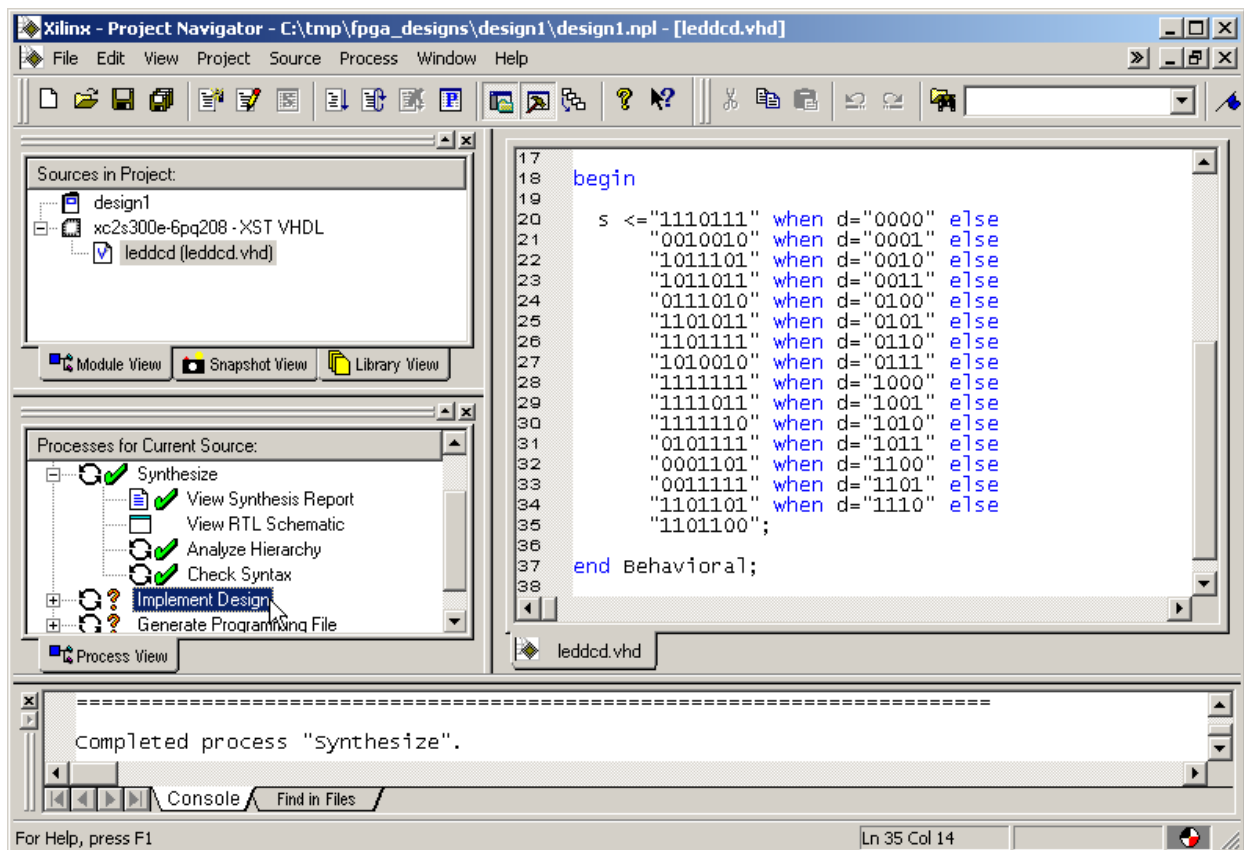 Xilinx - Project Navigator - C:\tmp\fpga_designs\design1\design1.npl - [leddcd.vhd]
File Edit View Project Source Process Window Help
Sources in Project:
design1
xc2s300e-6pq208 - XST VHDL
leddcd (leddcd.vhd)
Module View Snapshot View Library View
Processes for Current Source:
Synthesize
View Synthesis Report
View RTL Schematic
Analyze Hierarchy
Check Syntax
Implement Design
Generate Programming File
Process View
17
18 begin
19
20 s <="1110111" when d="0000" else
21 "0010010" when d="0001" else
22 "1011101" when d="0010" else
23 "1011011" when d="0011" else
24 "0111010" when d="0100" else
25 "1101011" when d="0101" else
26 "1101111" when d="0110" else
27 "1010010" when d="0111" else
28 "1111111" when d="1000" else
29 "1111011" when d="1001" else
30 "1111110" when d="1010" else
31 "0101111" when d="1011" else
32 "0001101" when d="1100" else
33 "0011111" when d="1101" else
34 "1101101" when d="1110" else
35 "1101100";
36
37 end Behavioral;
38
leddcd.vhd
=========================================================================
Completed process "Synthesize".
Console Find in Files
For Help, press F1 Ln 35 Col 14